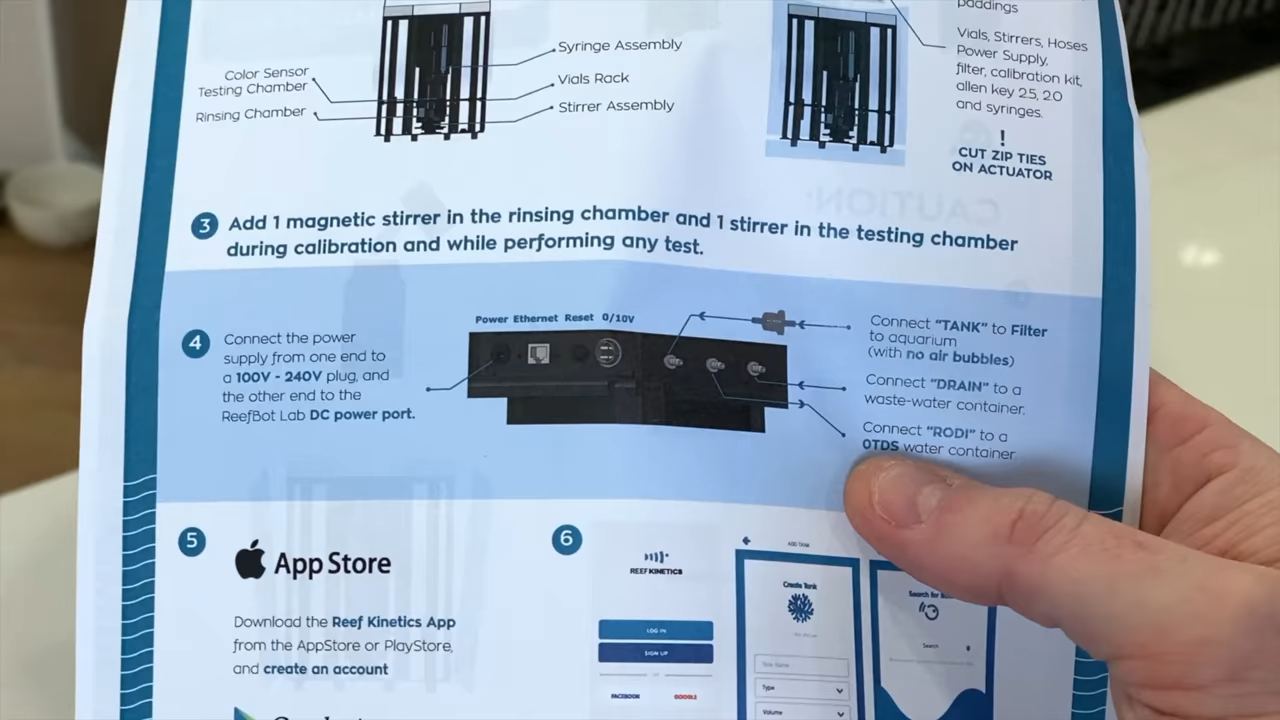 paddings
Vials, Stirrers, Hoses
Power Supply,
filter, calibration kit,
allen key 2.5, 2.0
and syringes.
!
CUT ZIP TIES
ON ACTUATOR
Syringe Assembly
Color Sensor
Testing Chamber
Vials Rack
Rinsing Chamber
Stirrer Assembly
CAUTION:
3 Add 1 magnetic stirrer in the rinsing chamber and 1 stirrer in the testing chamber
during calibration and while performing any test.
4 Connect the power
supply from one end to
a 100V - 240V plug, and
the other end to the
ReefBot Lab DC power port.
Power Ethernet Reset 0/10V
Connect "TANK" to Filter
to aquarium
(with no air bubbles)
Connect "DRAIN" to a
waste-water container.
Connect "RODI" to a
0TDS water container
5
App Store
Download the Reef Kinetics App
from the AppStore or PlayStore,
and create an account
6
REEF KINETICS
LOG IN
SIGN UP
FACEBOOK GOOGLE
ADD TANK
Create Tank
Tank Name
Type
Volume
Search for
Search